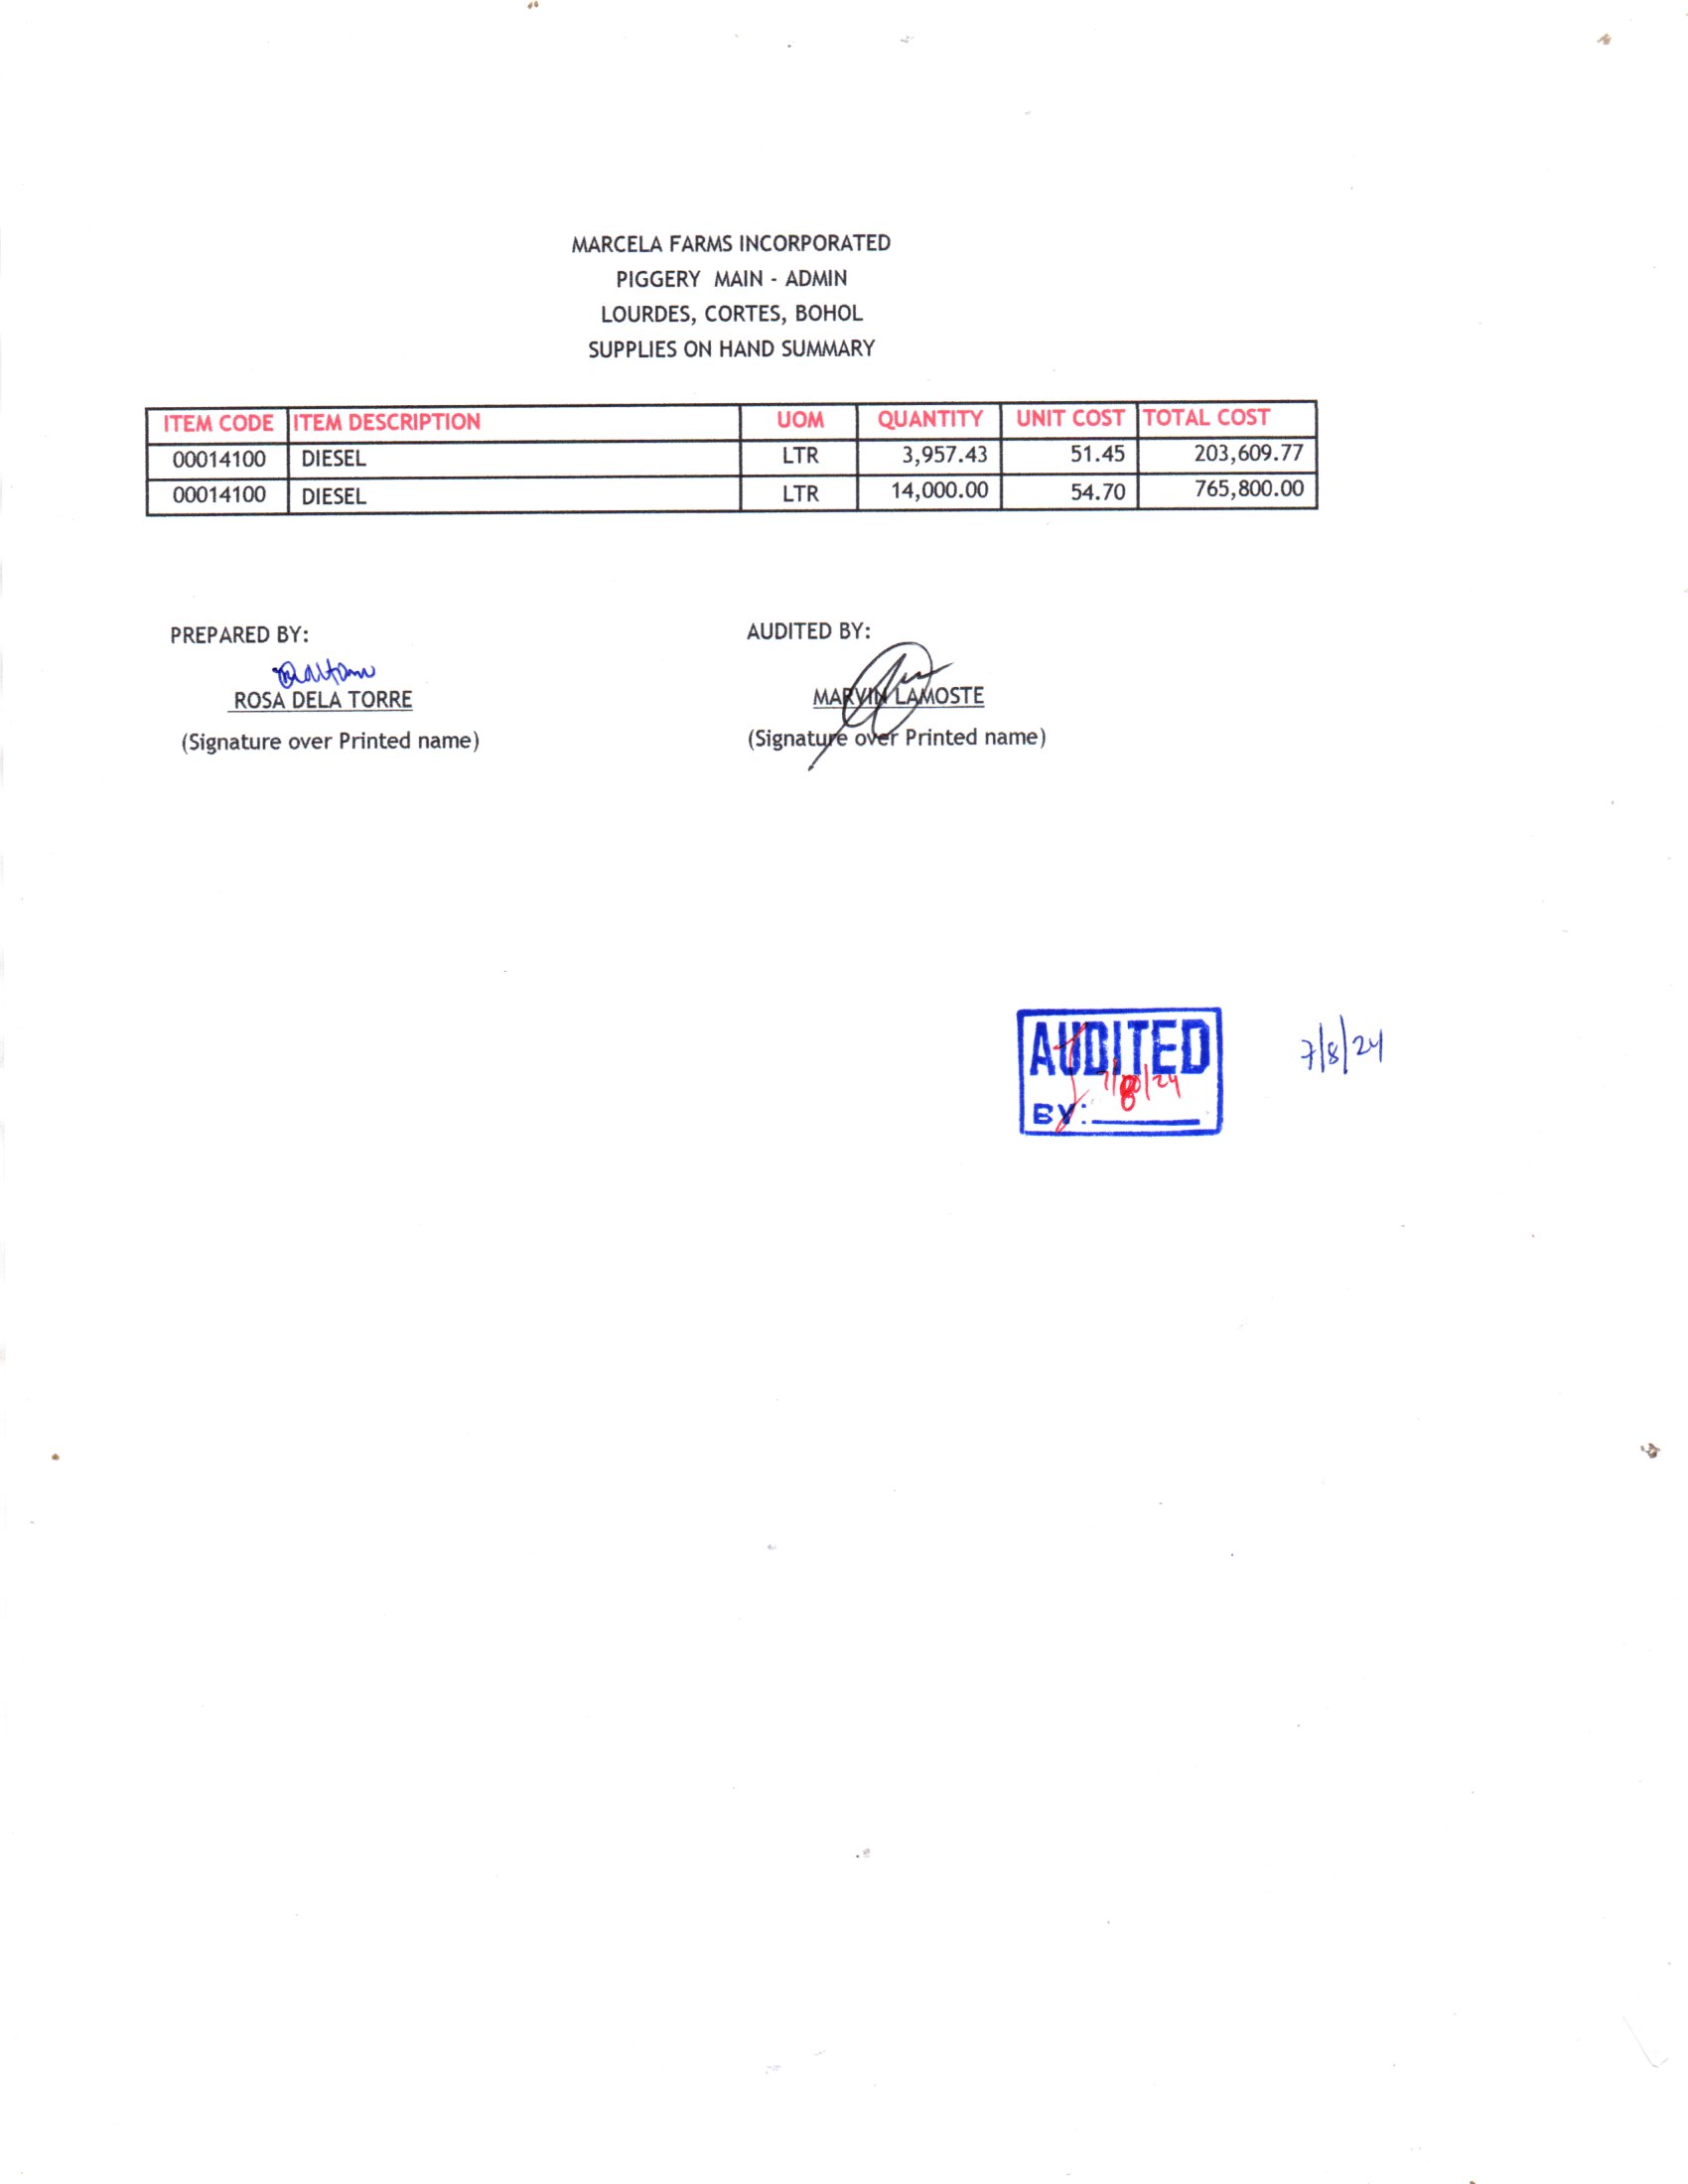 MARCELA FARMS INCORPORATED
PIGGERY MAIN - ADMIN
LOURDES, CORTES, BOHOL
SUPPLIES ON HAND SUMMARY
ITEM CODE ITEM DESCRIPTION UOM QUANTITY UNIT COST TOTAL COST
00014100 DIESEL LTR 3,957.43 51.45 203,609.77
00014100 DIESEL LTR 14,000.00 54.70 765,800.00
PREPARED BY: AUDITED BY:
ROSA DELA TORRE MARVIN LAMOSTE
(Signature over Printed name) (Signature over Printed name)
AUDITED 7/8/24
7/8/24
BY: